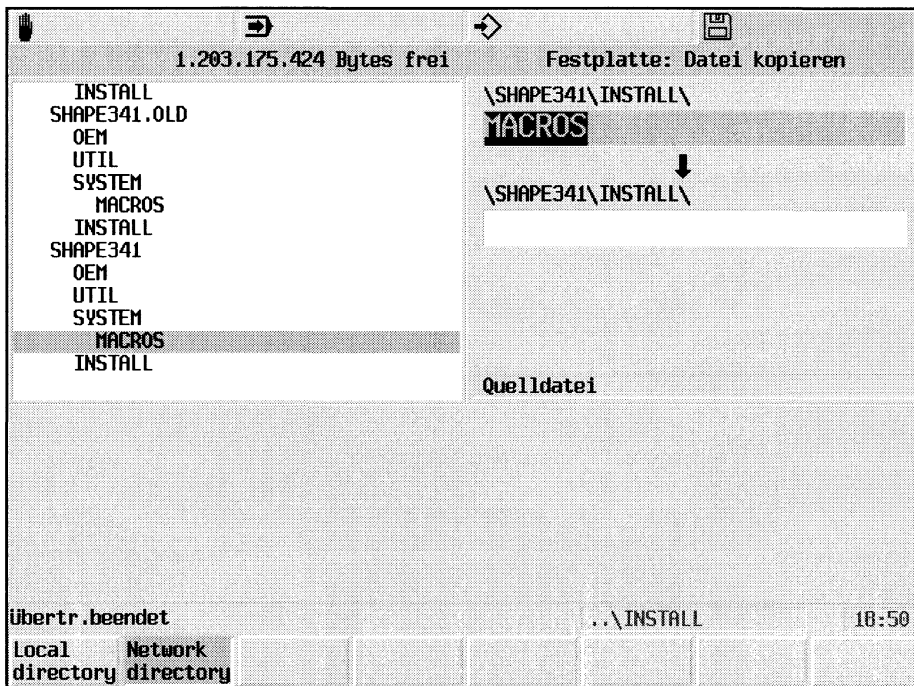 1.203.175.424 Bytes frei
Festplatte: Datei kopieren
INSTALL
SHAPE341.OLD
OEM
UTIL
SYSTEM
MACROS
INSTALL
SHAPE341
OEM
UTIL
SYSTEM
MACROS
INSTALL
\SHAPE341\INSTALL\
MACROS
\SHAPE341\INSTALL\
Quelldatei
übertr.beendet
..\INSTALL
18:50
Local directory
Network directory